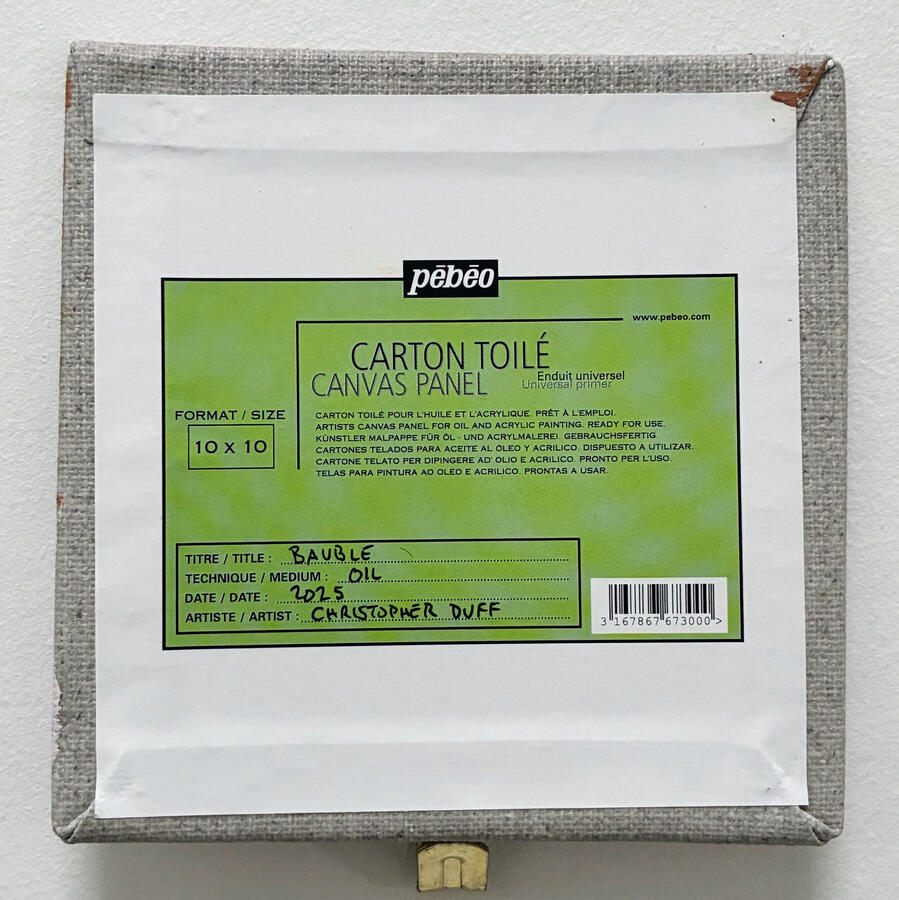 pēbēo
www.pebeo.com
CARTON TOILÉ
CANVAS PANEL
Enduit universel
Universal primer
FORMAT / SIZE
10 x 10
CARTON TOILÉ POUR L'HUILE ET L'ACRYLIQUE. PRÊT À L'EMPLOI.
ARTISTS CANVAS PANEL FOR OIL AND ACRYLIC PAINTING. READY FOR USE.
KÜNSTLER MALPAPPE FÜR ÖL - UND ACRYLMALEREI. GEBRAUCHSFERTIG.
CARTONES TELADOS PARA ACEITE AL ÓLEO Y ACRILICO. DISPUESTO A UTILIZAR.
CARTONE TELATO PER DIPINGERE AD' OLIO E ACRILICO. PRONTO PER L'USO.
TELAS PARA PINTURA AO OLEO E ACRILICO. PRONTAS A USAR.
TITRE / TITLE : BAUBLE
TECHNIQUE / MEDIUM : OIL
DATE / DATE : 2025
ARTISTE / ARTIST : CHRISTOPHER DUFF
3 167867 673000 >